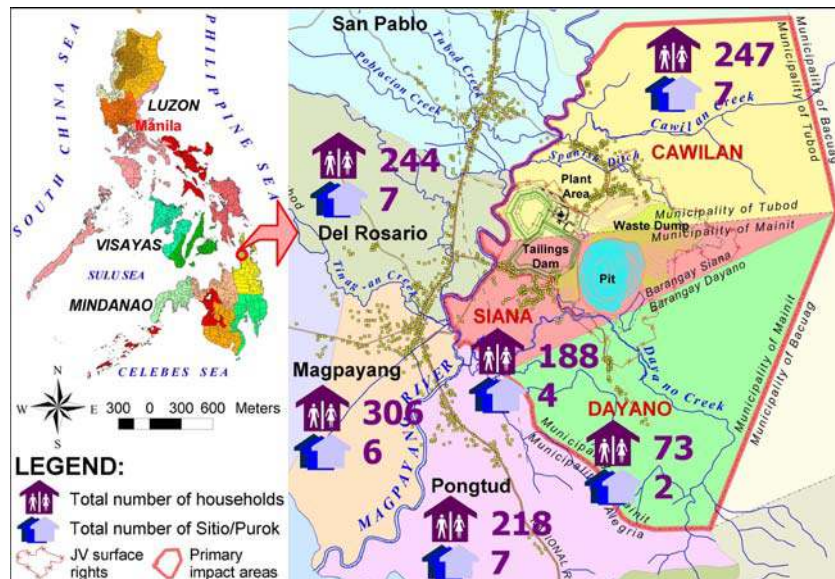 SOUTH CHINA SEA
PHILIPPINE SEA
LUZON
Manila
VISAYAS
SULU SEA
MINDANAO
CELEBES SEA
N
W E
S
300 0 300 600 Meters
LEGEND:
Total number of households
Total number of Sitio/Purok
JV surface rights
Primary impact areas
San Pablo
Tubod Creek
Poblacion Creek
247
7
Municipality of Tubod
Municipality of Bacuag
Cawilan Creek
CAWILAN
Spanish Ditch
Plant Area
244
7
Del Rosario
Waste Dump
Municipality of Tubod
Municipality of Mainit
Tailings Dam
Pit
Barangay Siana
Barangay Dayano
SIANA
188
4
Magpayang
306
6
MAGPAYANG RIVER
Dayano Creek
DAYANO
73
2
Municipality of Mainit
Municipality of Bacuag
Pongtud
218
7